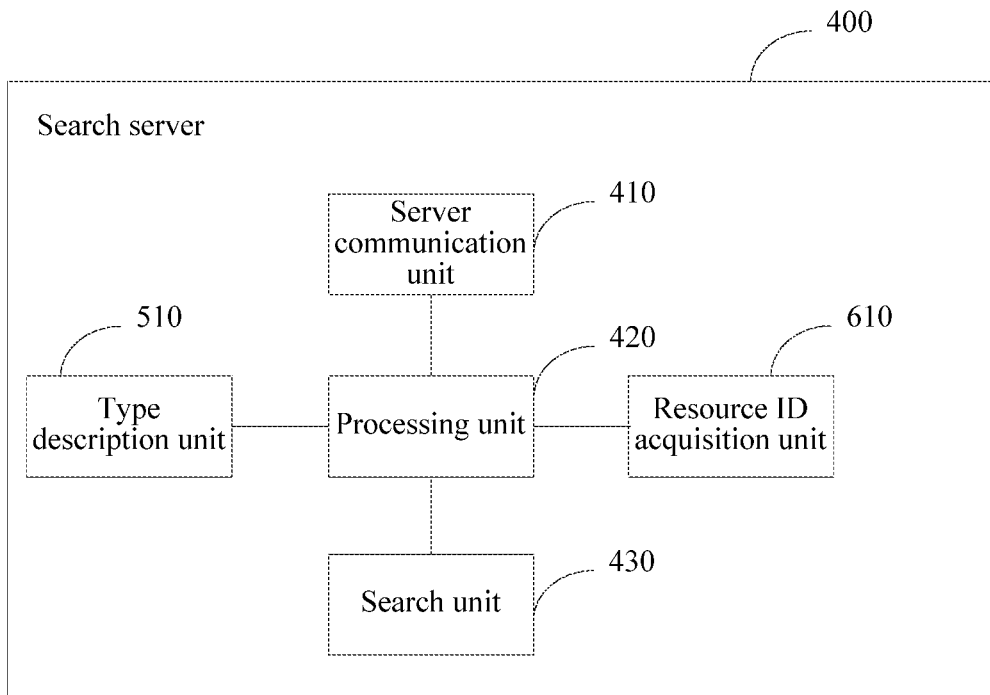 400
Search server
410
Server
communication
unit
510
420
610
Type
description unit
Processing unit
Resource ID
acquisition unit
430
Search unit